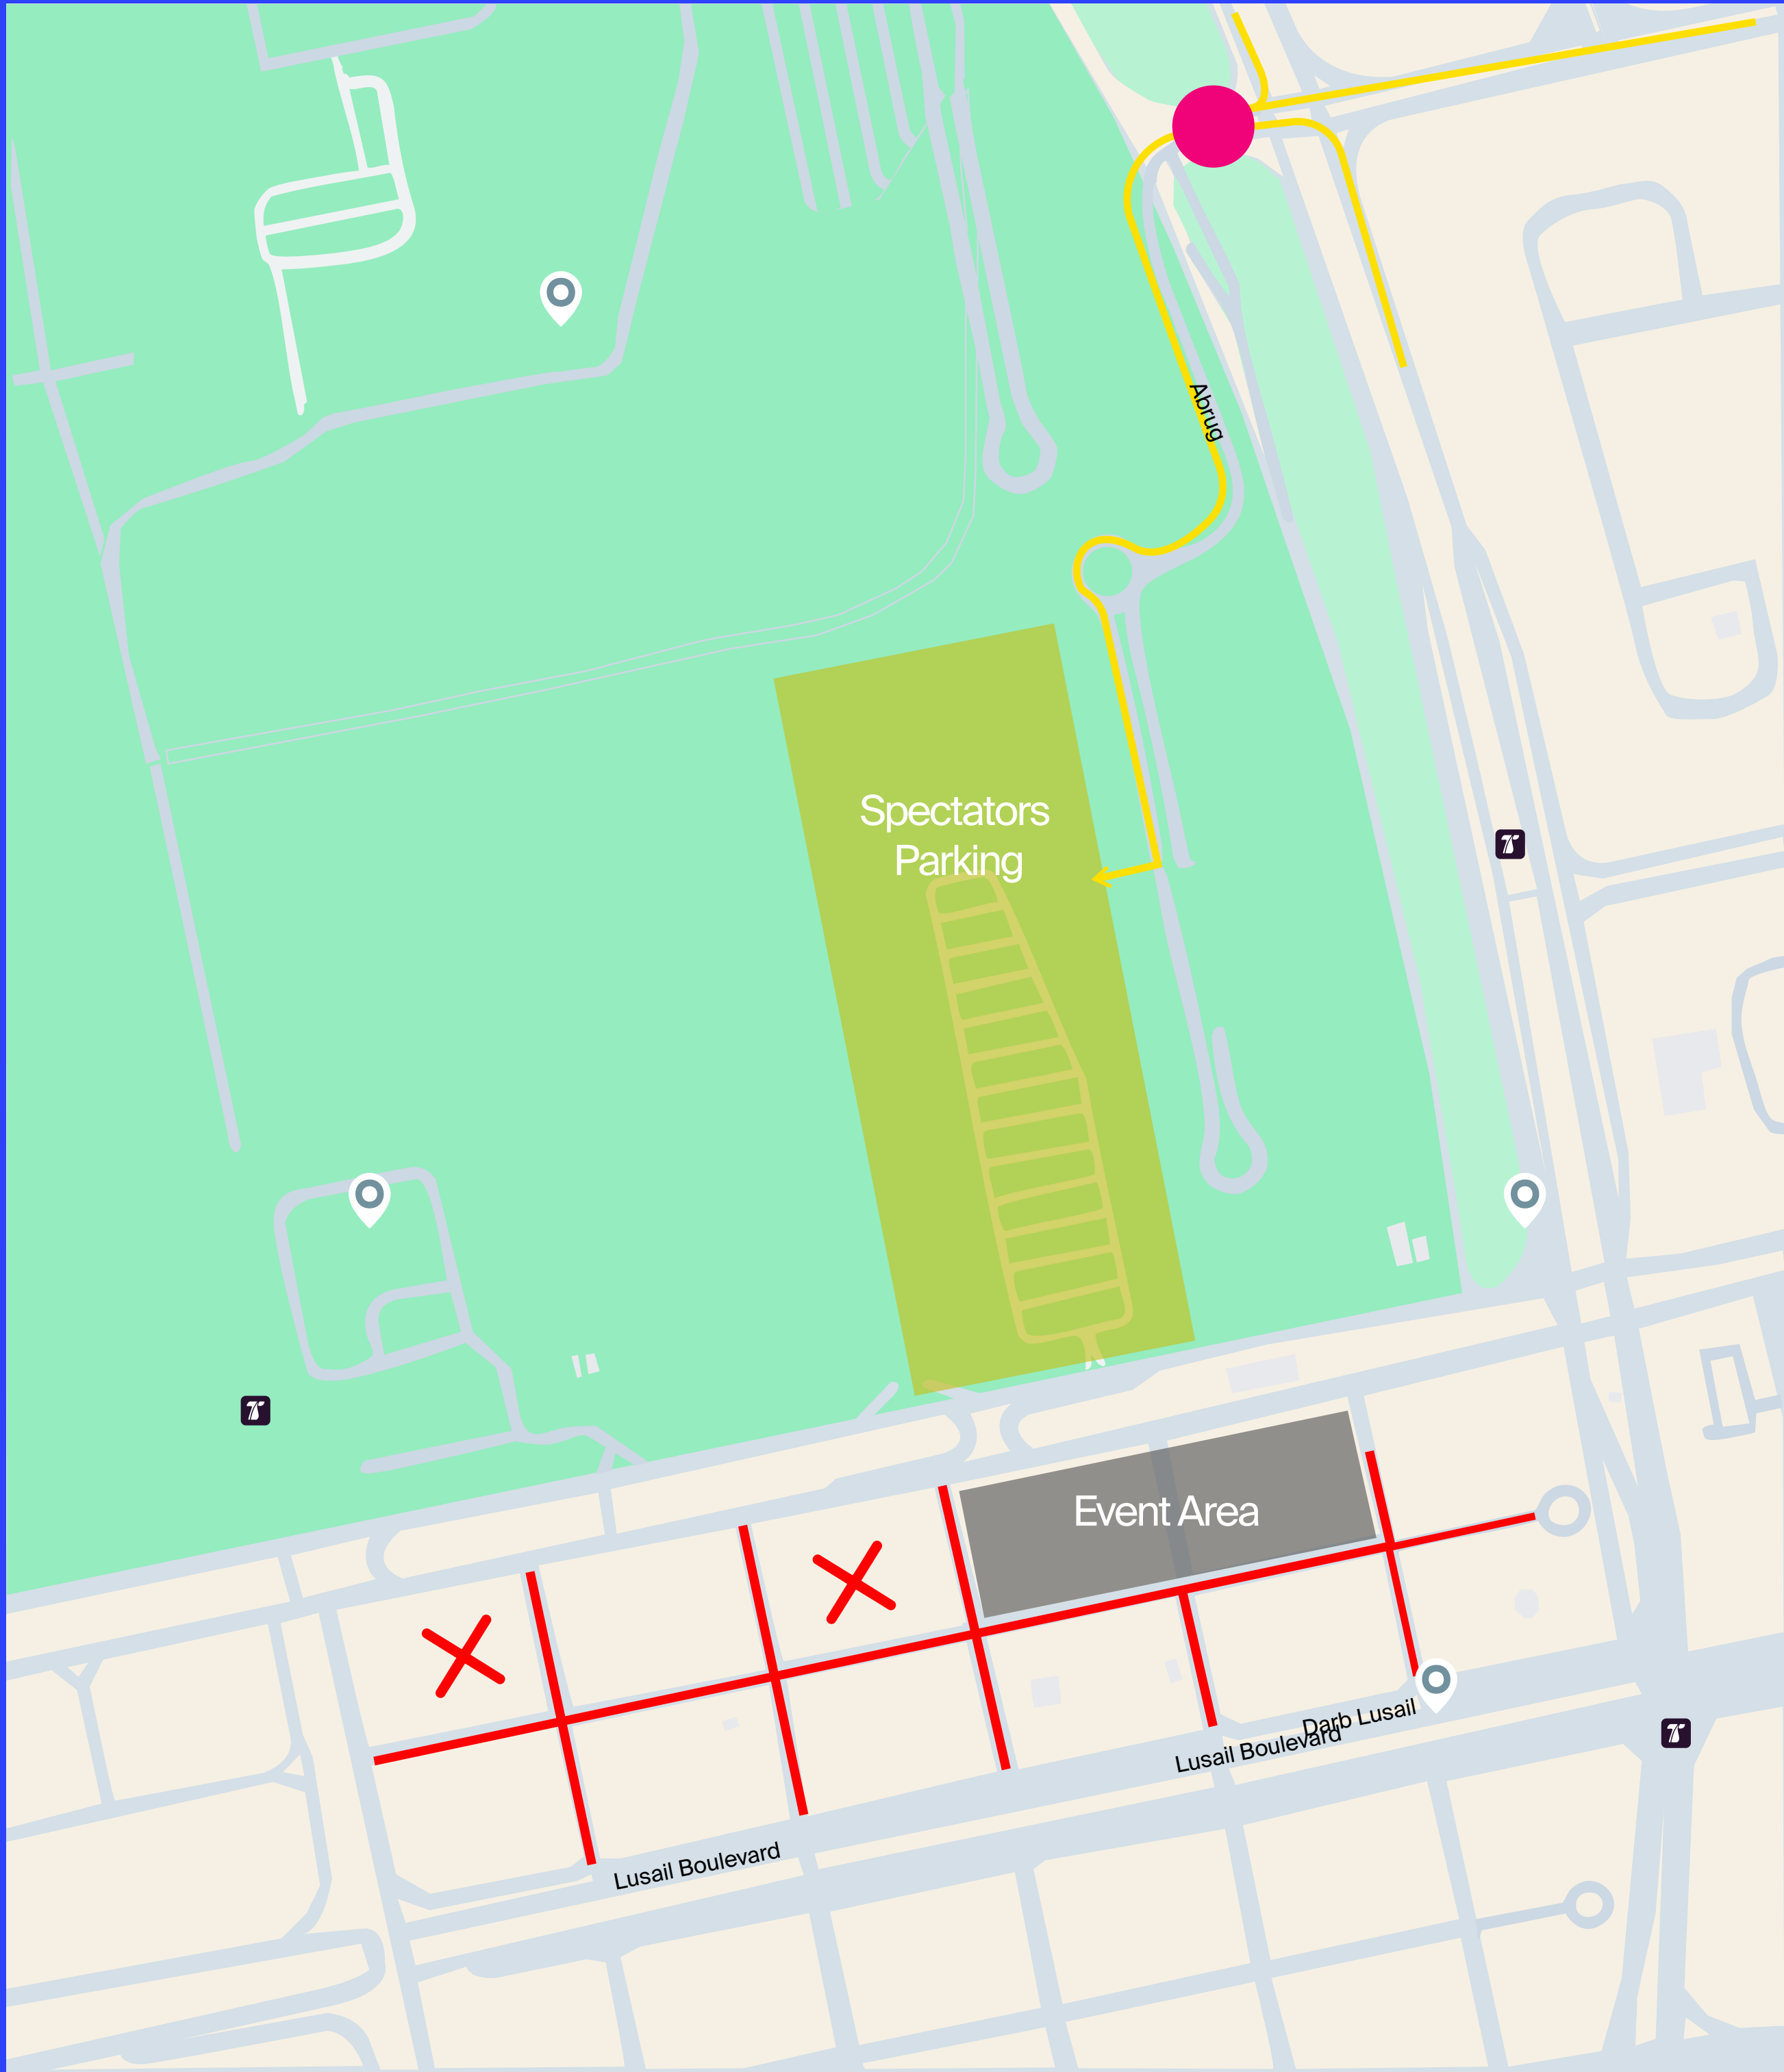 Abrug
Spectators
Parking
Event Area
Darb Lusail
Lusail Boulevard
Lusail Boulevard